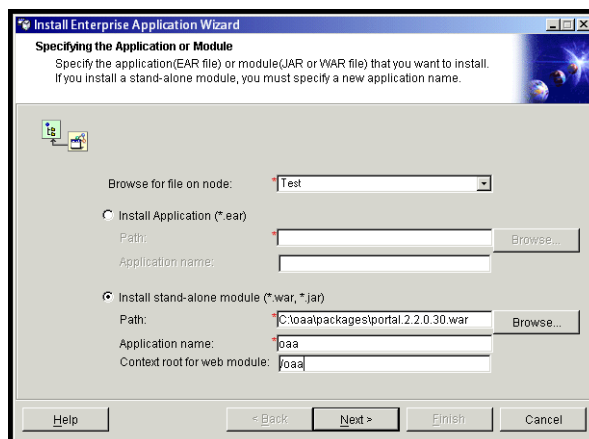 Install Enterprise Application Wizard
Specifying the Application or Module
Specify the application(EAR file) or module(JAR or WAR file) that you want to install.
If you install a stand-alone module, you must specify a new application name.
Browse for file on node: *Test
Install Application (*.ear)
Path: * Browse...
Application name:
Install stand-alone module (*.war, *.jar)
Path: *C:\oaa\packages\portal.2.2.0.30.war Browse...
Application name: *oaa
Context root for web module: /oaa
Help < Back Next > Finish Cancel